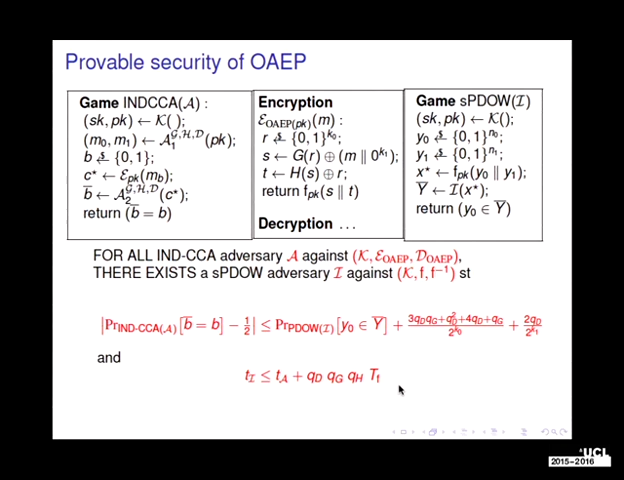 Provable security of OAEP
Game INDCCA(𝒜) :
(sk, pk) ← 𝒦( );
(m₀, m₁) ← 𝒜₁^{𝒢,ℋ,𝒟}(pk);
b ←$ {0, 1};
c* ← ℰ_pk(m_b);
b̄ ← 𝒜₂^{𝒢,ℋ,𝒟}(c*);
return (b̄ = b)
Encryption
ℰ_OAEP(pk)(m) :
r ←$ {0, 1}^{k₀};
s ← G(r) ⊕ (m ∥ 0^{k₁});
t ← H(s) ⊕ r;
return f_pk(s ∥ t)
Decryption …
Game sPDOW(ℐ)
(sk, pk) ← 𝒦();
y₀ ←$ {0, 1}^{n₀};
y₁ ←$ {0, 1}^{n₁};
x* ← f_pk(y₀ ∥ y₁);
Ȳ ← ℐ(x*);
return (y₀ ∈ Ȳ)
FOR ALL IND-CCA adversary 𝒜 against (𝒦, ℰ_OAEP, 𝒟_OAEP),
THERE EXISTS a sPDOW adversary ℐ against (𝒦, f, f⁻¹) st
|Pr_IND-CCA(𝒜)[b̄ = b] − 1/2| ≤ Pr_PDOW(ℐ)[y₀ ∈ Ȳ] + (3q_D q_G + q_D² + 4q_D + q_G)/2^{k₀} + 2q_D/2^{k₁}
and
t_ℐ ≤ t_𝒜 + q_D q_G q_H T_f
UCL
2015–2016